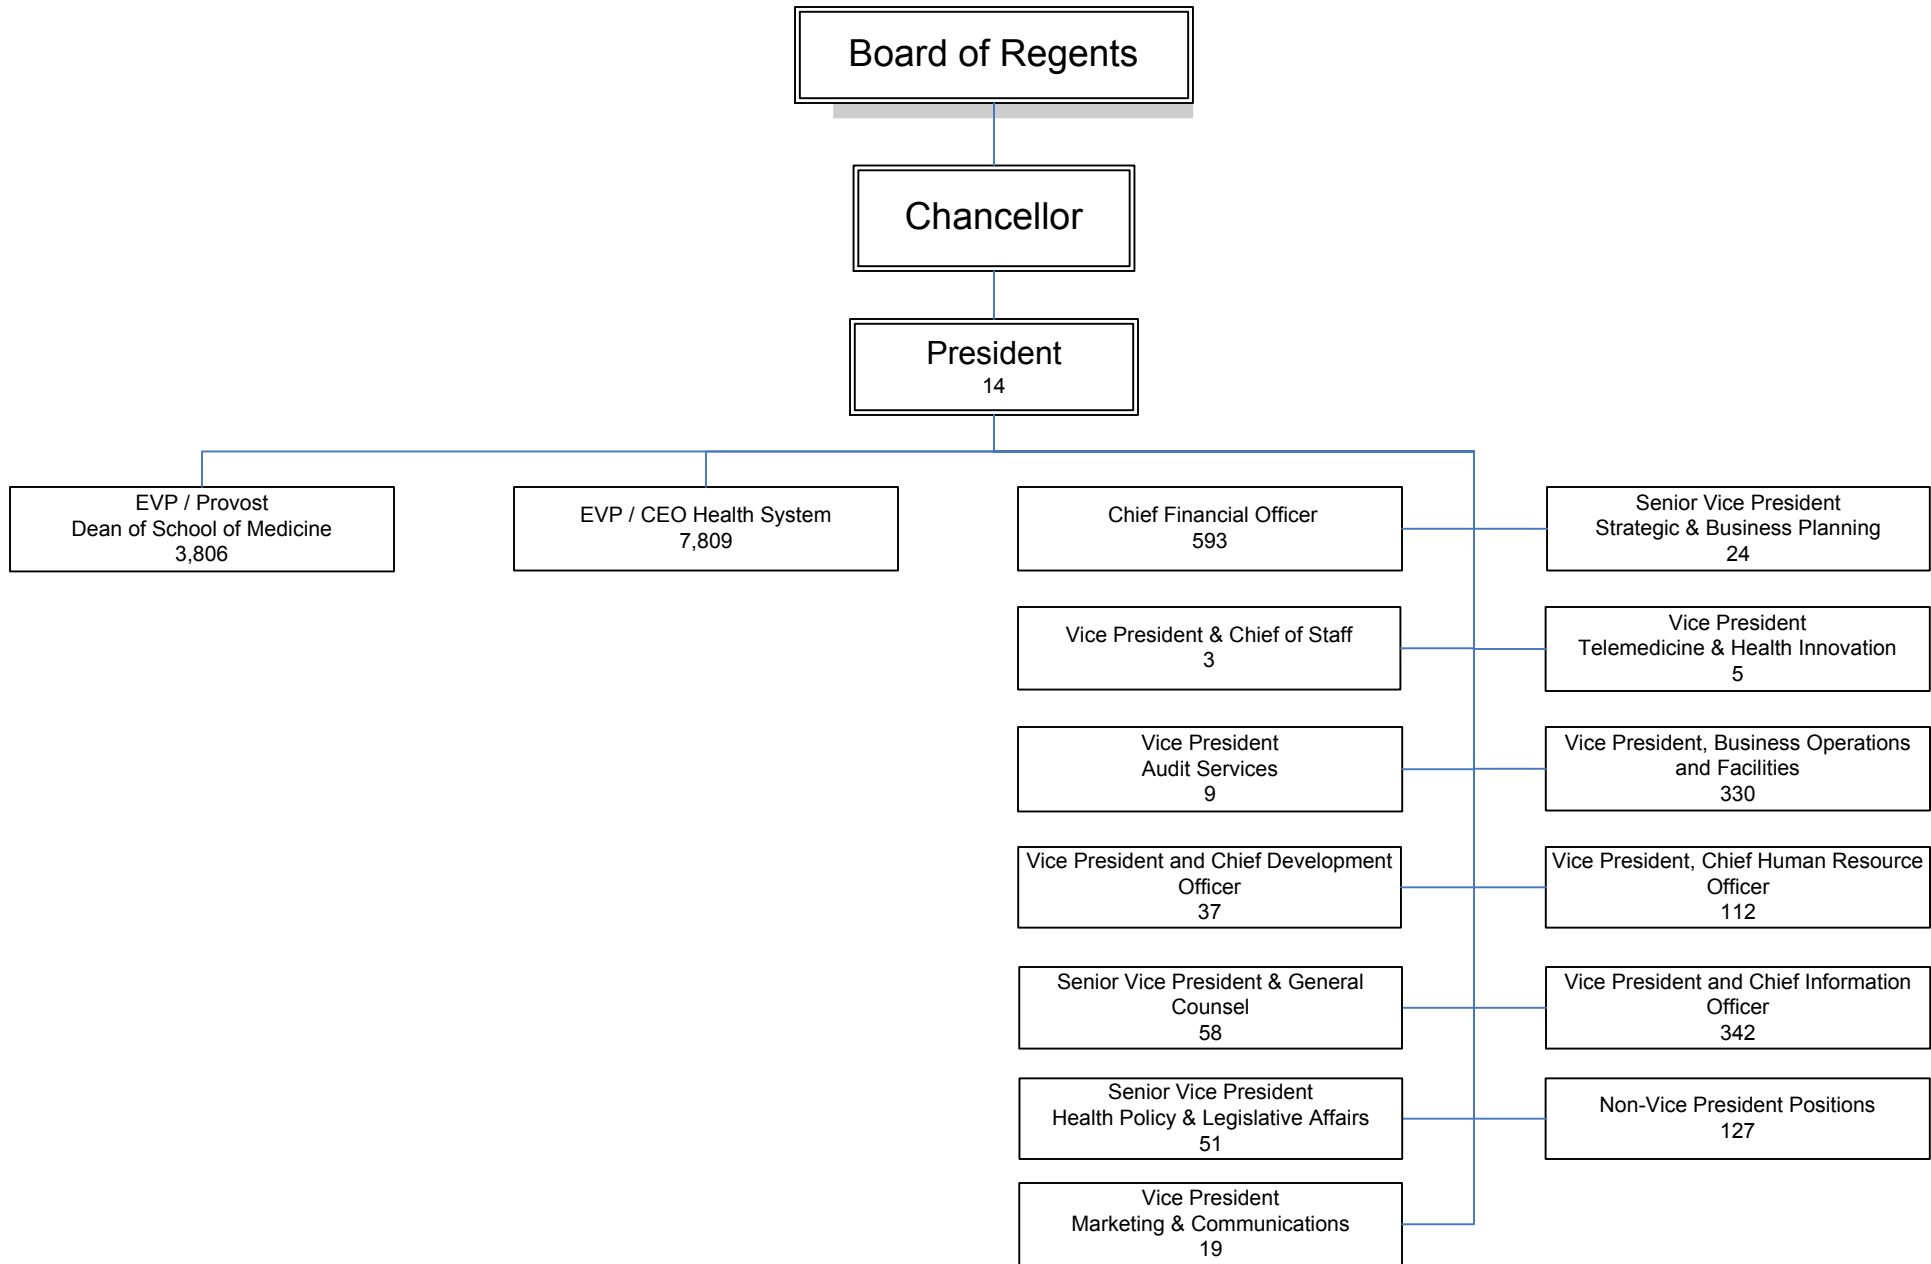 Board of Regents
Chancellor
President
14
EVP / Provost
Dean of School of Medicine
3,806
EVP / CEO Health System
7,809
Chief Financial Officer
593
Senior Vice President
Strategic & Business Planning
24
Vice President & Chief of Staff
3
Vice President
Telemedicine & Health Innovation
5
Vice President
Audit Services
9
Vice President, Business Operations
and Facilities
330
Vice President and Chief Development
Officer
37
Vice President, Chief Human Resource
Officer
112
Senior Vice President & General
Counsel
58
Vice President and Chief Information
Officer
342
Senior Vice President
Health Policy & Legislative Affairs
51
Non-Vice President Positions
127
Vice President
Marketing & Communications
19